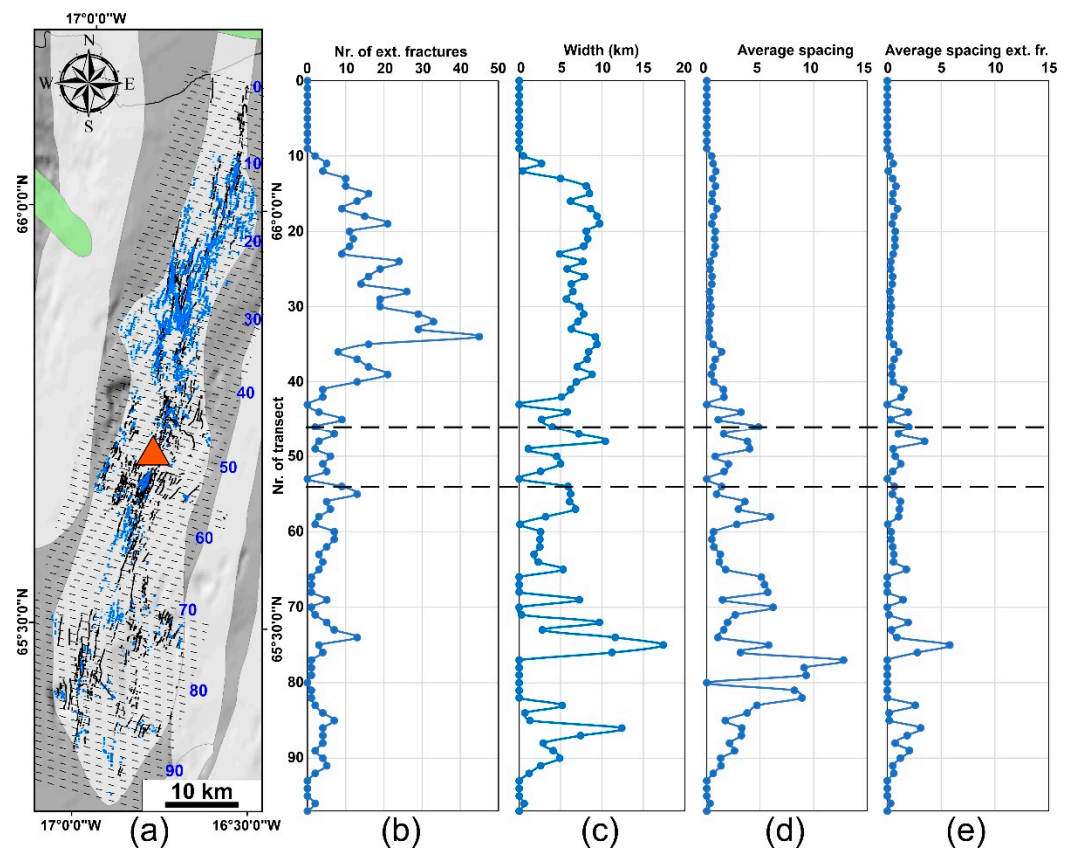 17°0'0"W
N
W E
S
66°0'0"N
65°30'0"N
0
10
20
30
40
50
60
70
80
90
10 km
17°0'0"W 16°30'0"W
(a)
Nr. of ext. fractures
0 10 20 30 40 50
0
10
20
30
40
50
60
70
80
90
66°0'0"N
Nr. of transect
65°30'0"N
(b)
Width (km)
0 5 10 15 20
(c)
Average spacing
0 5 10 15
(d)
Average spacing ext. fr.
0 5 10 15
(e)